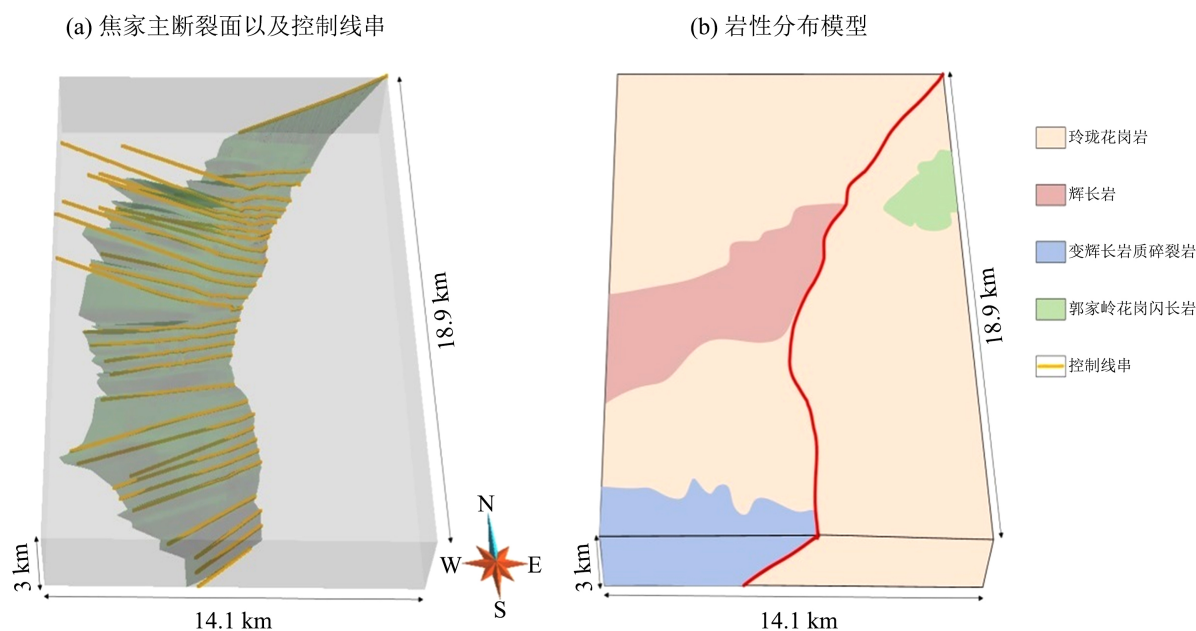 (a) 焦家主断裂面以及控制线串
(b) 岩性分布模型
18.9 km
3 km
14.1 km
N
W
E
S
18.9 km
3 km
14.1 km
玲珑花岗岩
辉长岩
变辉长岩质碎裂岩
郭家岭花岗闪长岩
控制线串